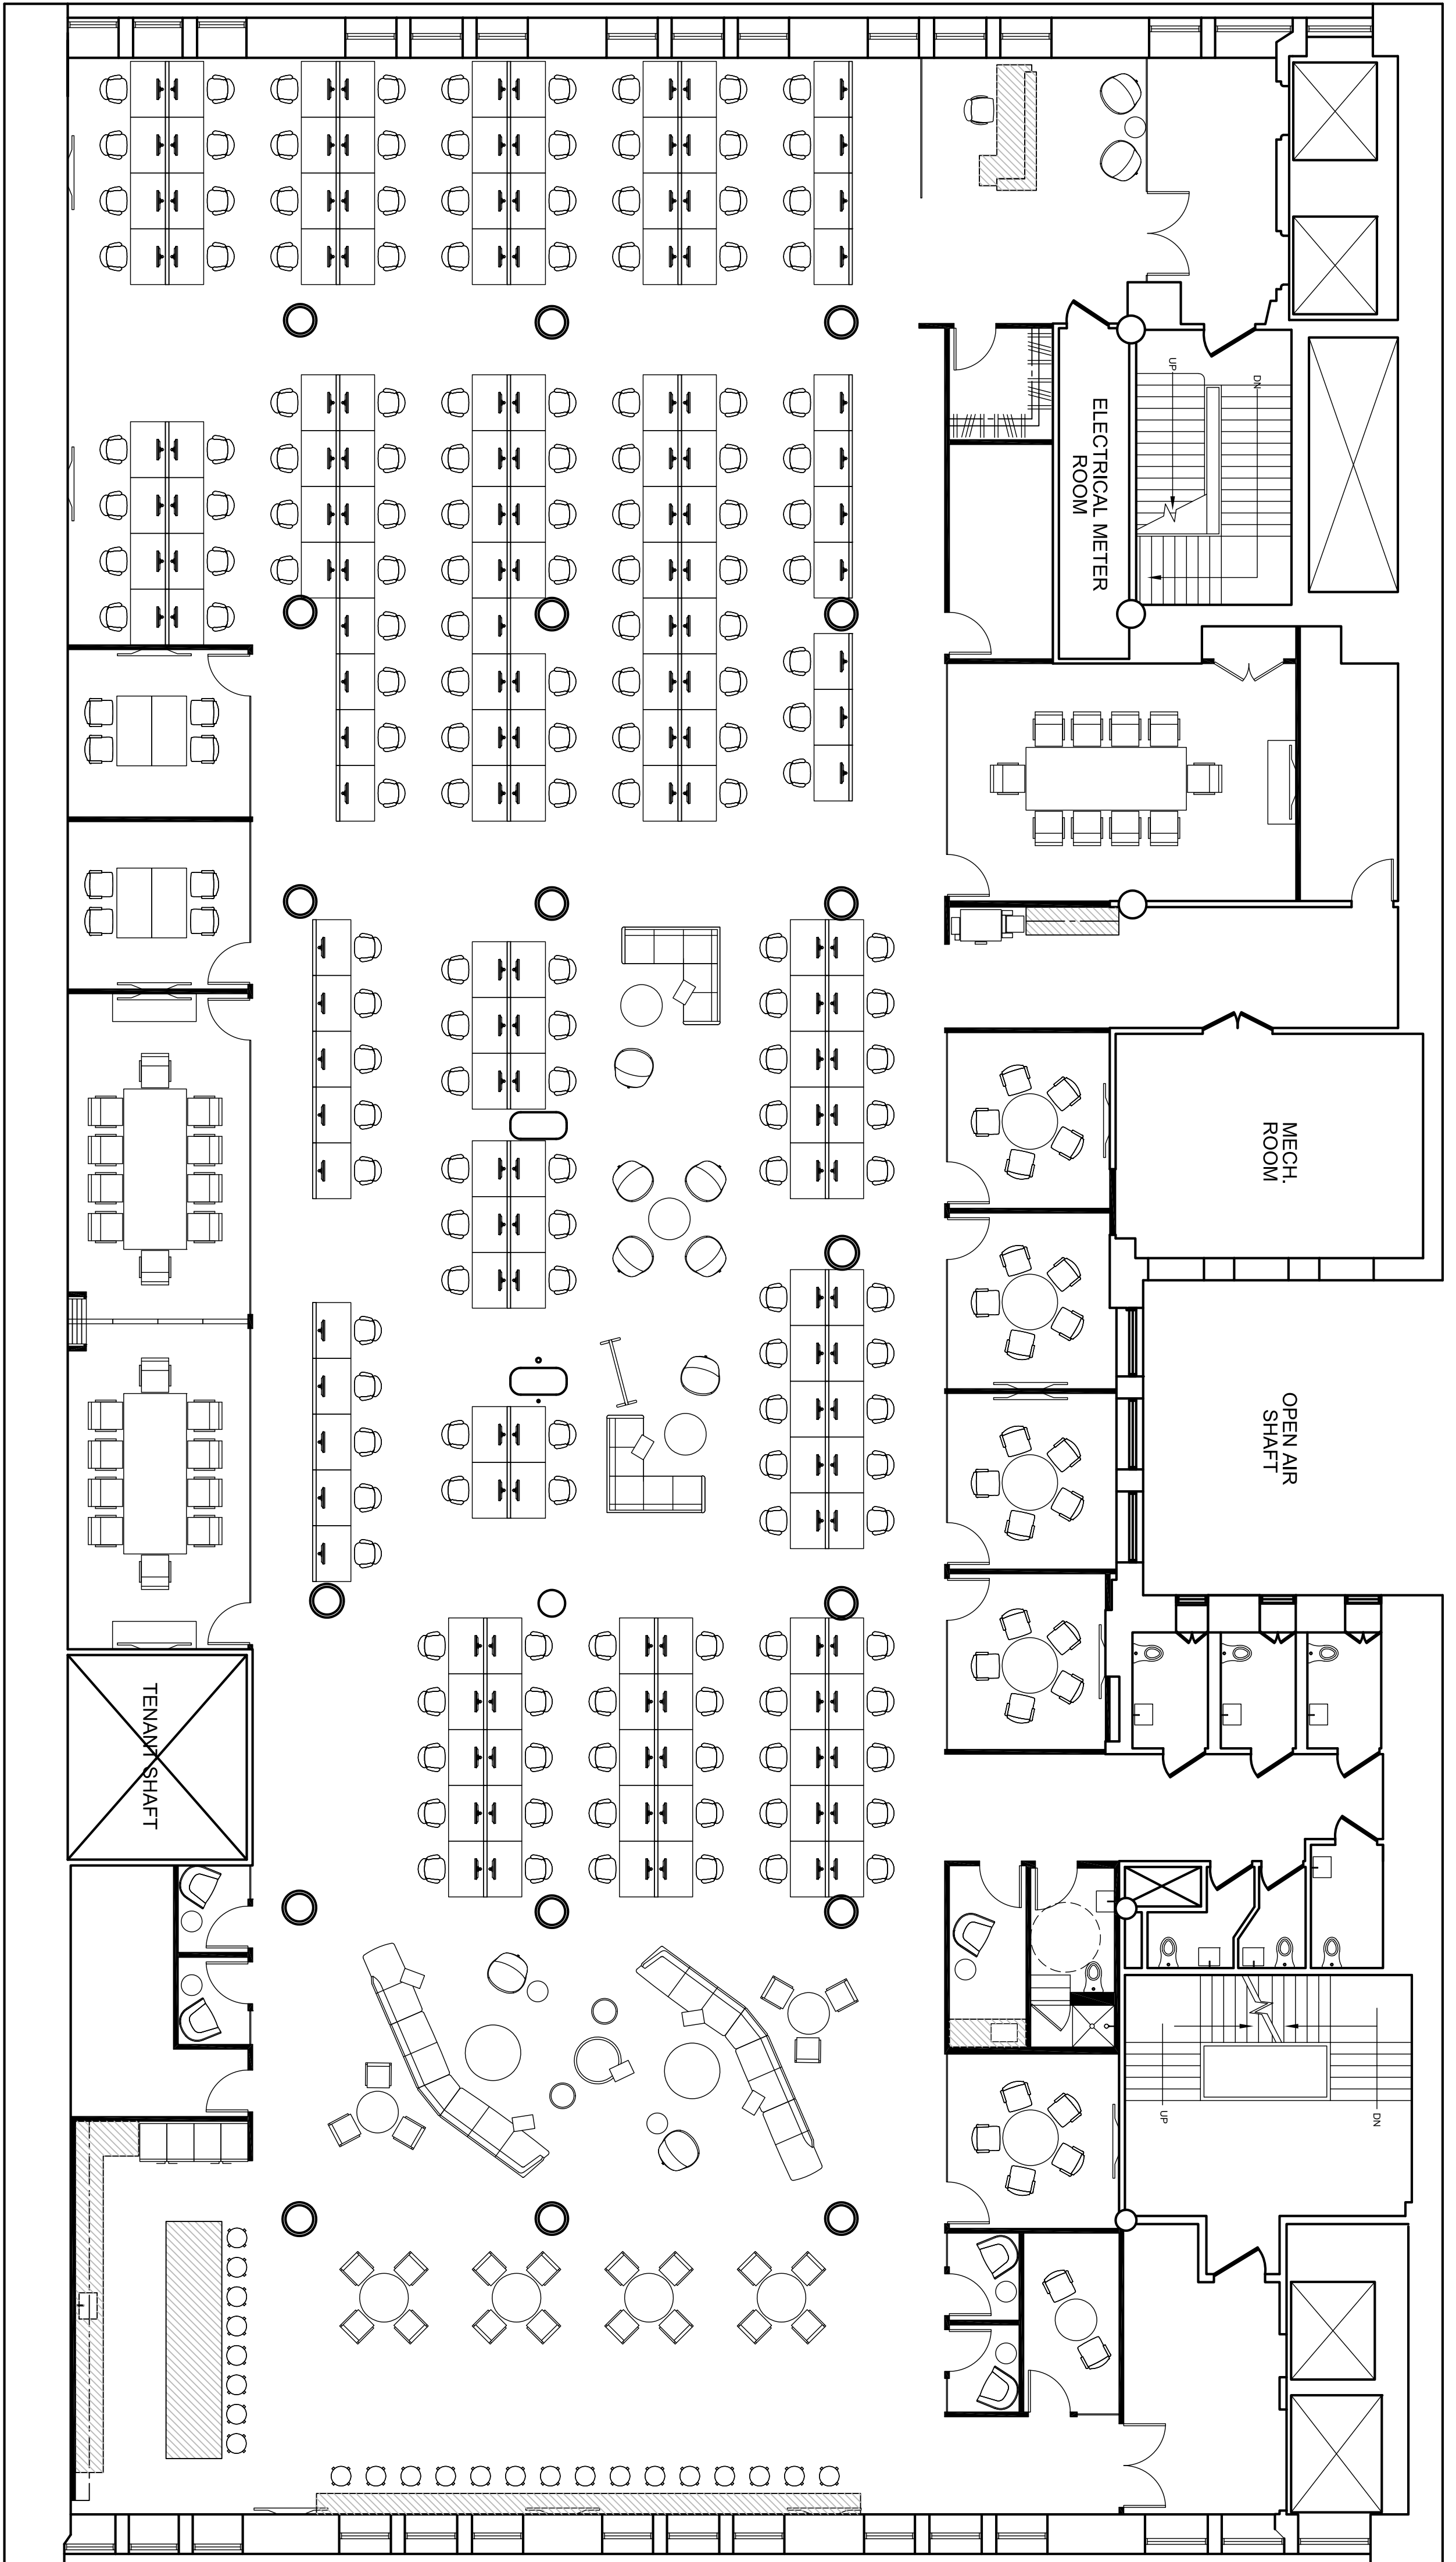 UP
DN
ELECTRICAL METER
ROOM
MECH.
ROOM
OPEN AIR
SHAFT
TENANT SHAFT
UP
DN